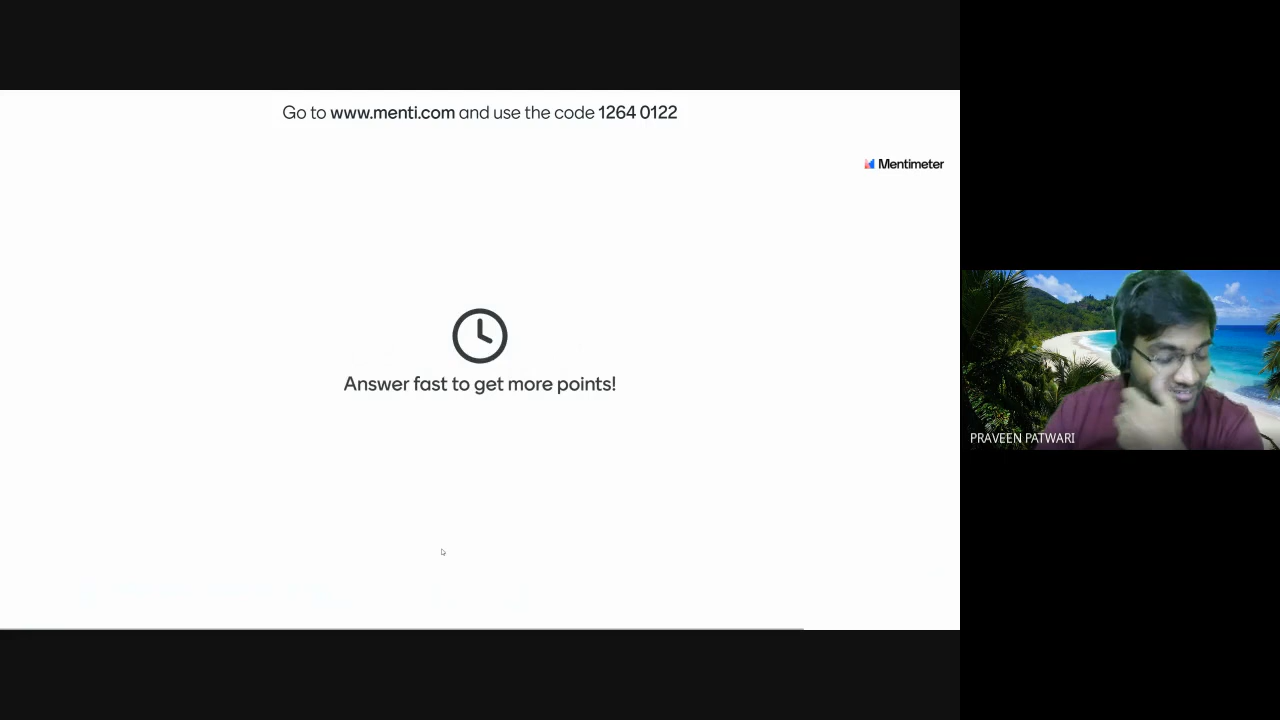 Go to www.menti.com and use the code 1264 0122
Mentimeter
Answer fast to get more points!
PRAVEEN PATWARI